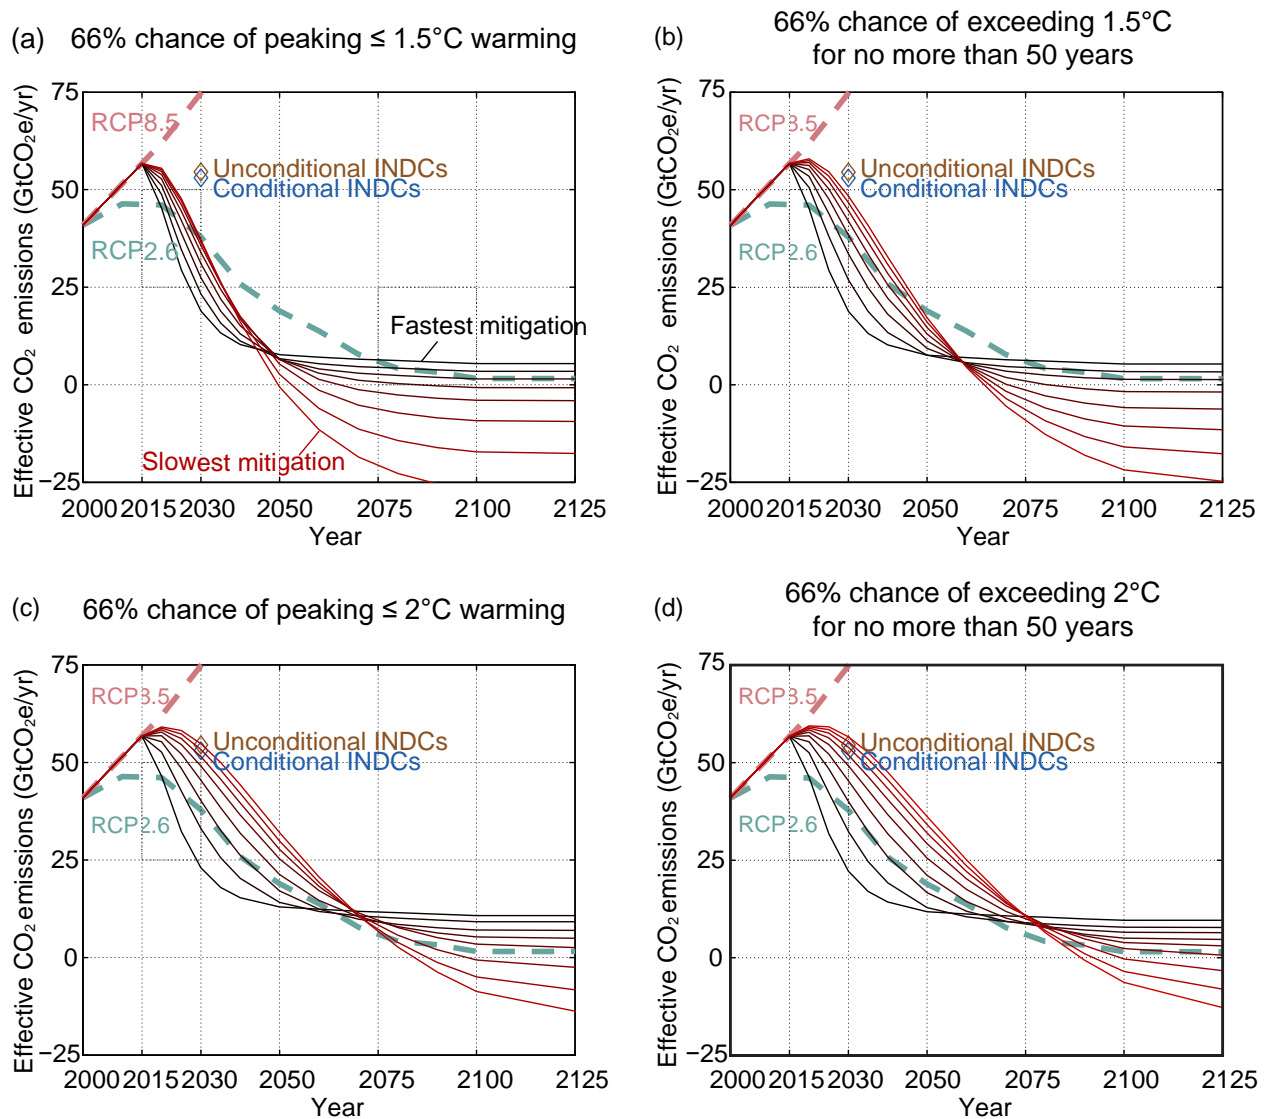 (a) 66% chance of peaking ≤ 1.5°C warming
75
50
25
0
−25
Effective CO₂ emissions (GtCO₂e/yr)
RCP8.5
Unconditional INDCs
Conditional INDCs
RCP2.6
Fastest mitigation
Slowest mitigation
2000 2015 2030 2050 2075 2100 2125
Year
(b) 66% chance of exceeding 1.5°C
for no more than 50 years
75
50
25
0
−25
Effective CO₂ emissions (GtCO₂e/yr)
RCP8.5
Unconditional INDCs
Conditional INDCs
RCP2.6
2000 2015 2030 2050 2075 2100 2125
Year
(c) 66% chance of peaking ≤ 2°C warming
75
50
25
0
−25
Effective CO₂ emissions (GtCO₂e/yr)
RCP8.5
Unconditional INDCs
Conditional INDCs
RCP2.6
2000 2015 2030 2050 2075 2100 2125
Year
(d) 66% chance of exceeding 2°C
for no more than 50 years
75
50
25
0
−25
Effective CO₂ emissions (GtCO₂e/yr)
RCP8.5
Unconditional INDCs
Conditional INDCs
RCP2.6
2000 2015 2030 2050 2075 2100 2125
Year